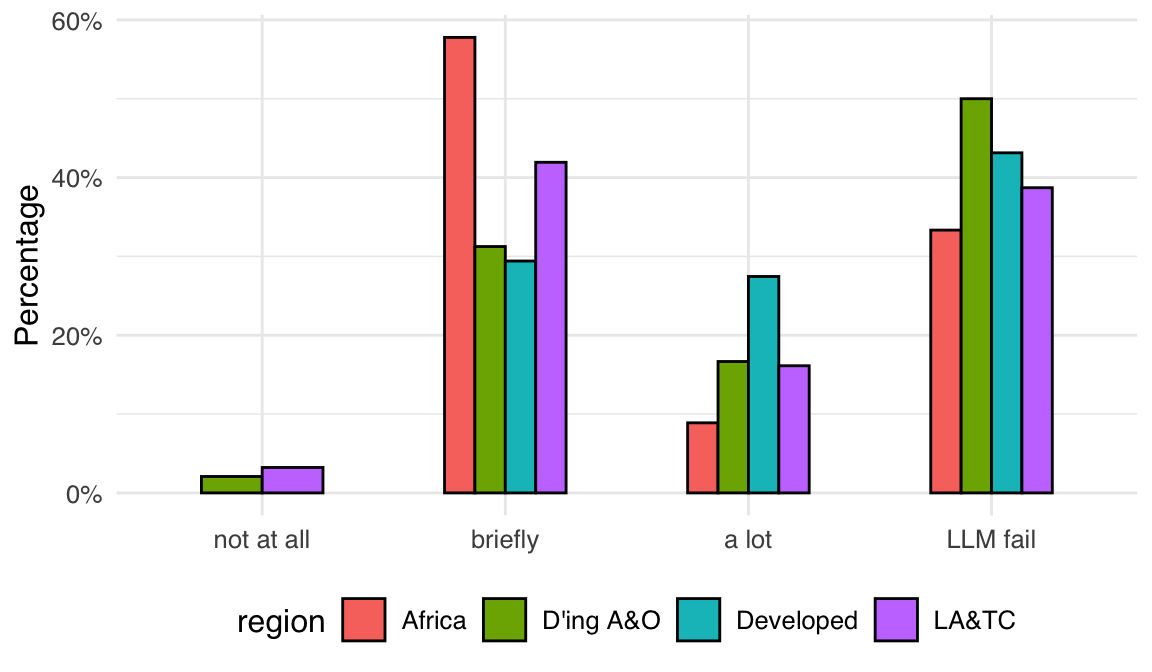 60%
40%
20%
0%
Percentage
not at all briefly a lot LLM fail
region Africa D'ing A&O Developed LA&TC